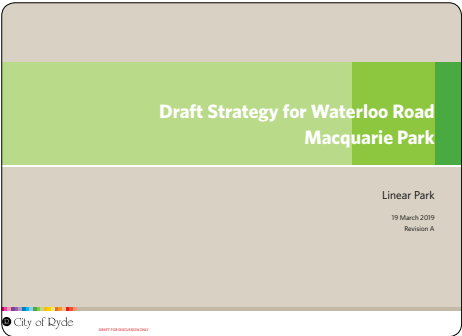 Draft Strategy for Waterloo Road
Macquarie Park
Linear Park
19 March 2019
Revision A
City of Ryde
DRAFT FOR DISCUSSION ONLY